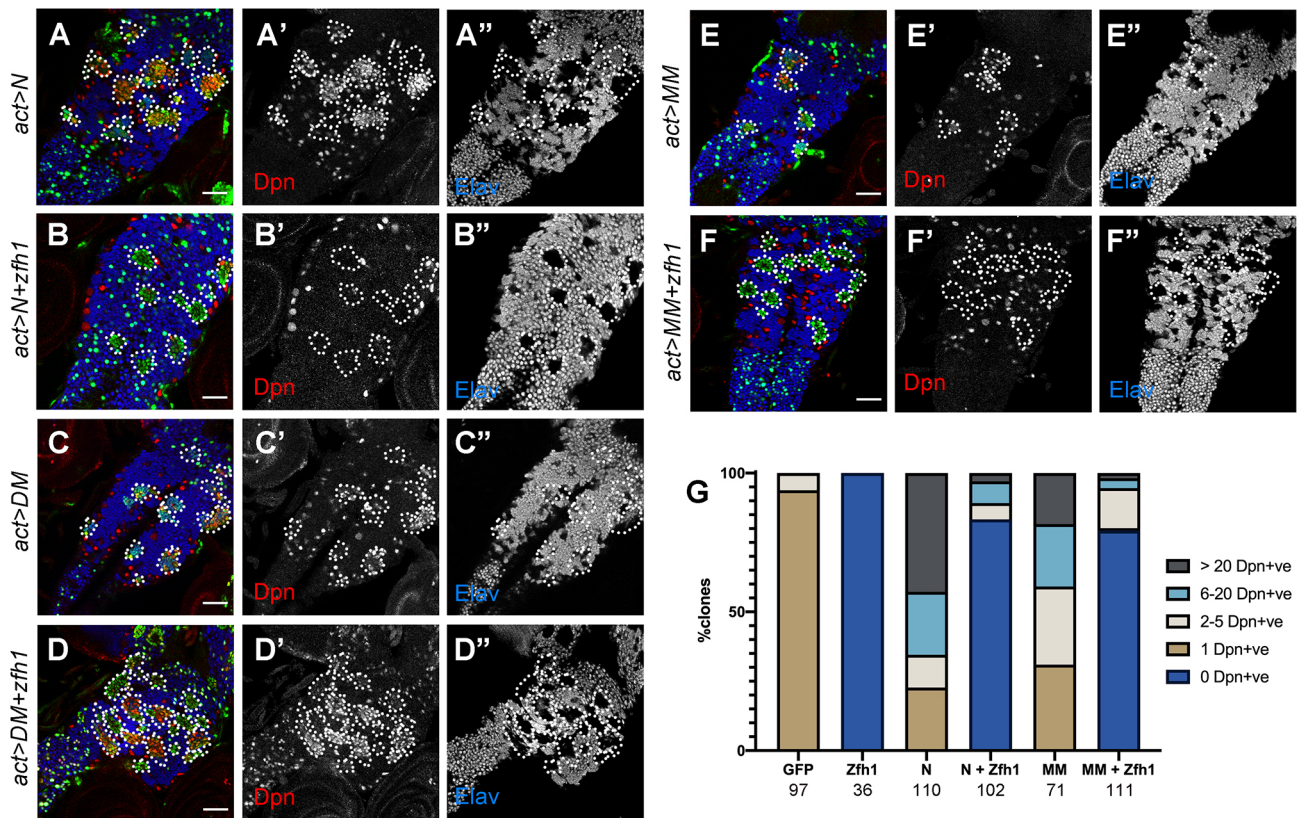 act>N
A
A'
Dpn
A"
Elav
act>N+zfh1
B
B'
Dpn
B"
Elav
act>DM
C
C'
Dpn
C"
Elav
act>DM+zfh1
D
D'
Dpn
D"
Elav
act>MM
E
E'
Dpn
E"
Elav
act>MM+zfh1
F
F'
Dpn
F"
Elav
G
%clones
100
50
0
GFP Zfh1 N N + Zfh1 MM MM + Zfh1
97 36 110 102 71 111
> 20 Dpn+ve
6-20 Dpn+ve
2-5 Dpn+ve
1 Dpn+ve
0 Dpn+ve